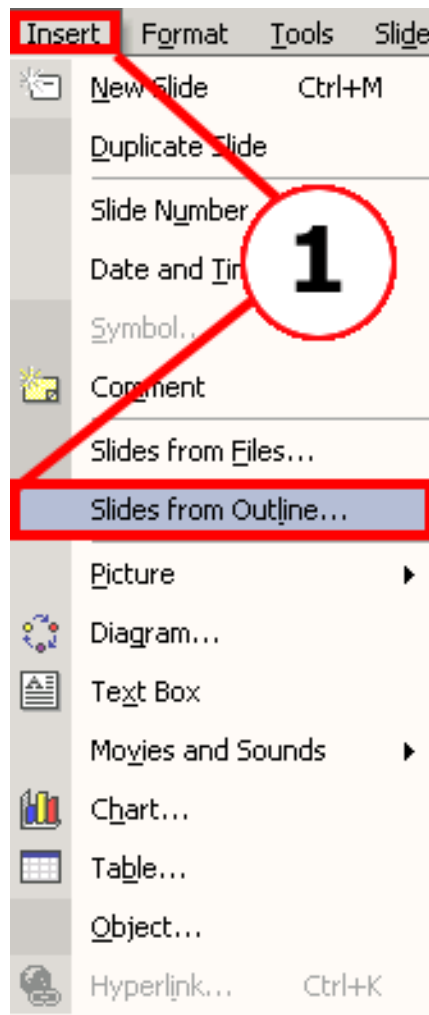 Insert Format Tools Slide
New Slide Ctrl+M
Duplicate Slide
Slide Number
Date and Tim
1
Symbol...
Comment
Slides from Files...
Slides from Outline...
Picture
Diagram...
Text Box
Movies and Sounds
Chart...
Table...
Object...
Hyperlink... Ctrl+K